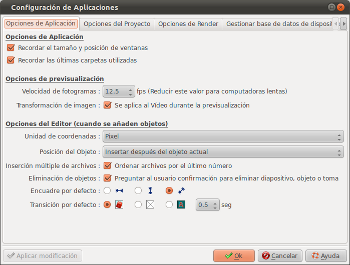 Configuración de Aplicaciones
Opciones de Aplicación Opciones del Proyecto Opciones de Render Gestionar base de datos de disposi
Opciones de Aplicación
Recordar el tamaño y posición de ventanas
Recordar las últimas carpetas utilizadas
Opciones de previsualización
Velocidad de fotogramas : 12.5 fps (Reducir este valor para computadoras lentas)
Transformación de imagen : Se aplica al Video durante la previsualización
Opciones del Editor (cuando se añaden objetos)
Unidad de coordenadas : Pixel
Posición del Objeto : Insertar después del objeto actual
Inserción múltiple de archivos : Ordenar archivos por el último número
Eliminación de objetos : Preguntar al usuario confirmación para eliminar diapositivo, objeto o toma
Encuadre por defecto :
Transición por defecto : 0.5 seg
Aplicar modificación Ok Cancelar Ayuda